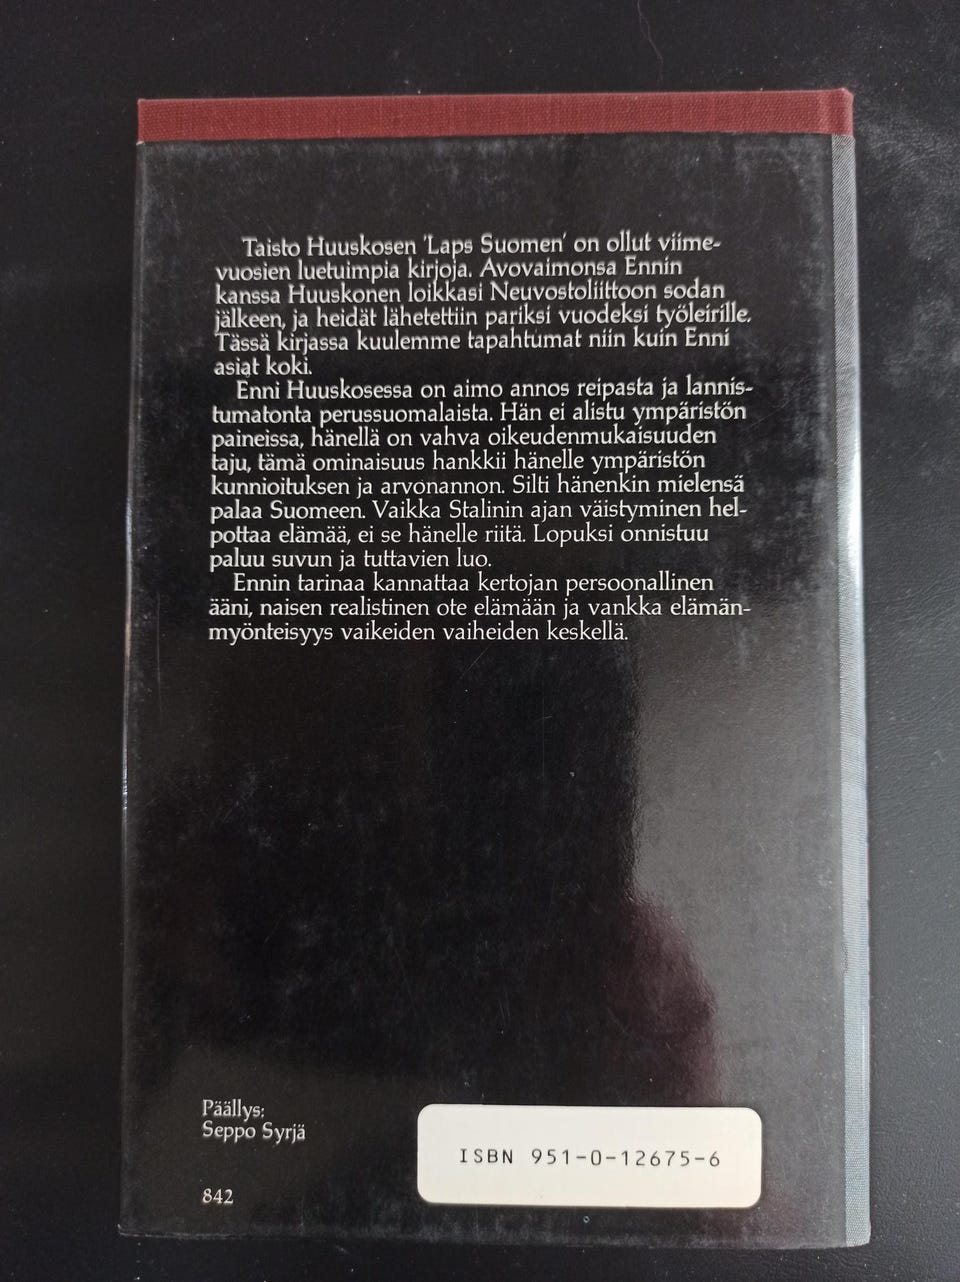 Taisto Huuskosen 'Laps Suomen' on ollut viime-
vuosien luetuimpia kirjoja. Avovaimonsa Ennin
kanssa Huuskonen loikkasi Neuvostoliittoon sodan
jälkeen, ja heidät lähetettiin pariksi vuodeksi työleirille.
Tässä kirjassa kuulemme tapahtumat niin kuin Enni
asiat koki.
Enni Huuskosessa on aimo annos reipasta ja lannis-
tumatonta perussuomalaista. Hän ei alistu ympäristön
paineissa, hänellä on vahva oikeudenmukaisuuden
taju, tämä ominaisuus hankkii hänelle ympäristön
kunnioituksen ja arvonannon. Silti hänenkin mielensä
palaa Suomeen. Vaikka Stalinin ajan väistyminen hel-
pottaa elämää, ei se hänelle riitä. Lopuksi onnistuu
paluu suvun ja tuttavien luo.
Ennin tarinaa kannattaa kertojan persoonallinen
ääni, naisen realistinen ote elämään ja vankka elämän-
myönteisyys vaikeiden vaiheiden keskellä.
Päällys:
Seppo Syrjä
842
ISBN 951-0-12675-6